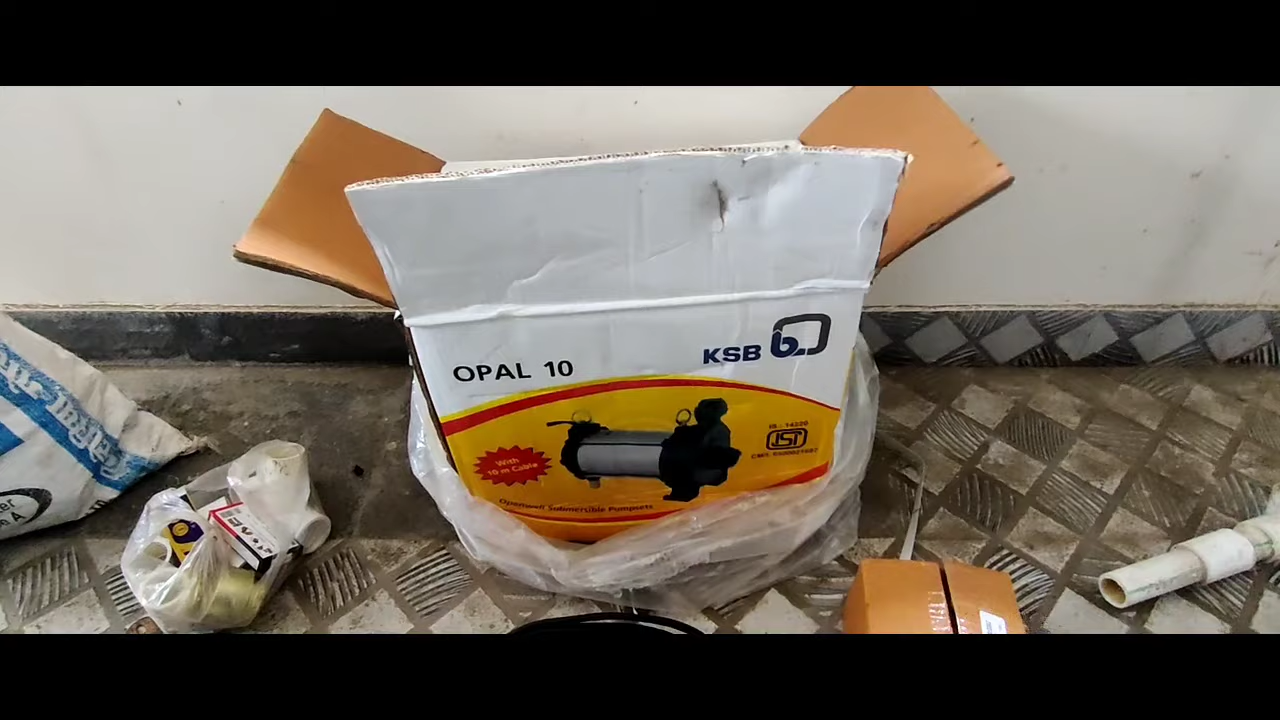 OPAL 10
KSB
IS : 14220
ISI
With
10 m Cable
Openwell Submersible Pumpsets